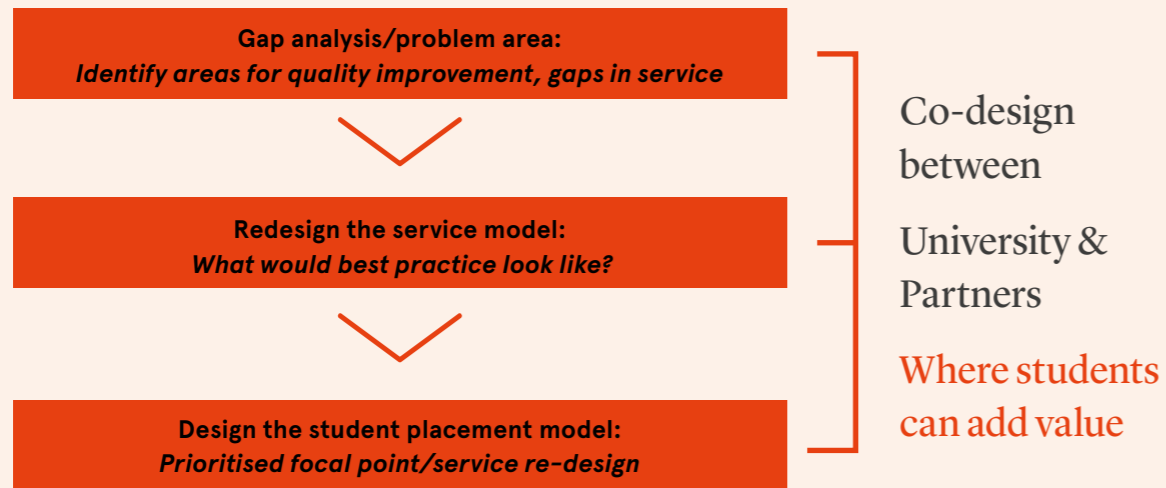 Gap analysis/problem area:
Identify areas for quality improvement, gaps in service
Redesign the service model:
What would best practice look like?
Design the student placement model:
Prioritised focal point/service re-design
Co-design
between
University &
Partners
Where students
can add value